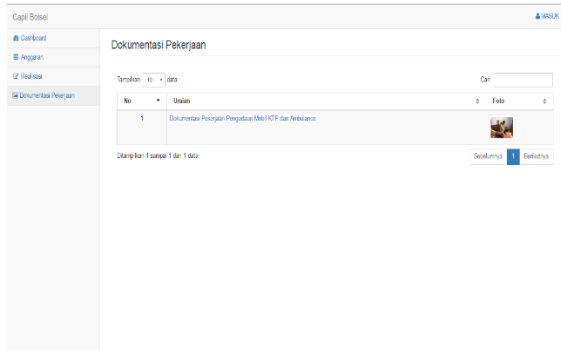 Capil Bolsel
MASUK
Dashboard
Anggaran
Realisasi
Dokumentasi Pekerjaan
Dokumentasi Pekerjaan
Tampilkan 10 data
Cari:
No Uraian Foto
1 Dokumentasi Pekerjaan Pengadaan Mobil KTP dan Ambulance
Ditampilkan 1 sampai 1 dari 1 data
Sebelumnya 1 Berikutnya